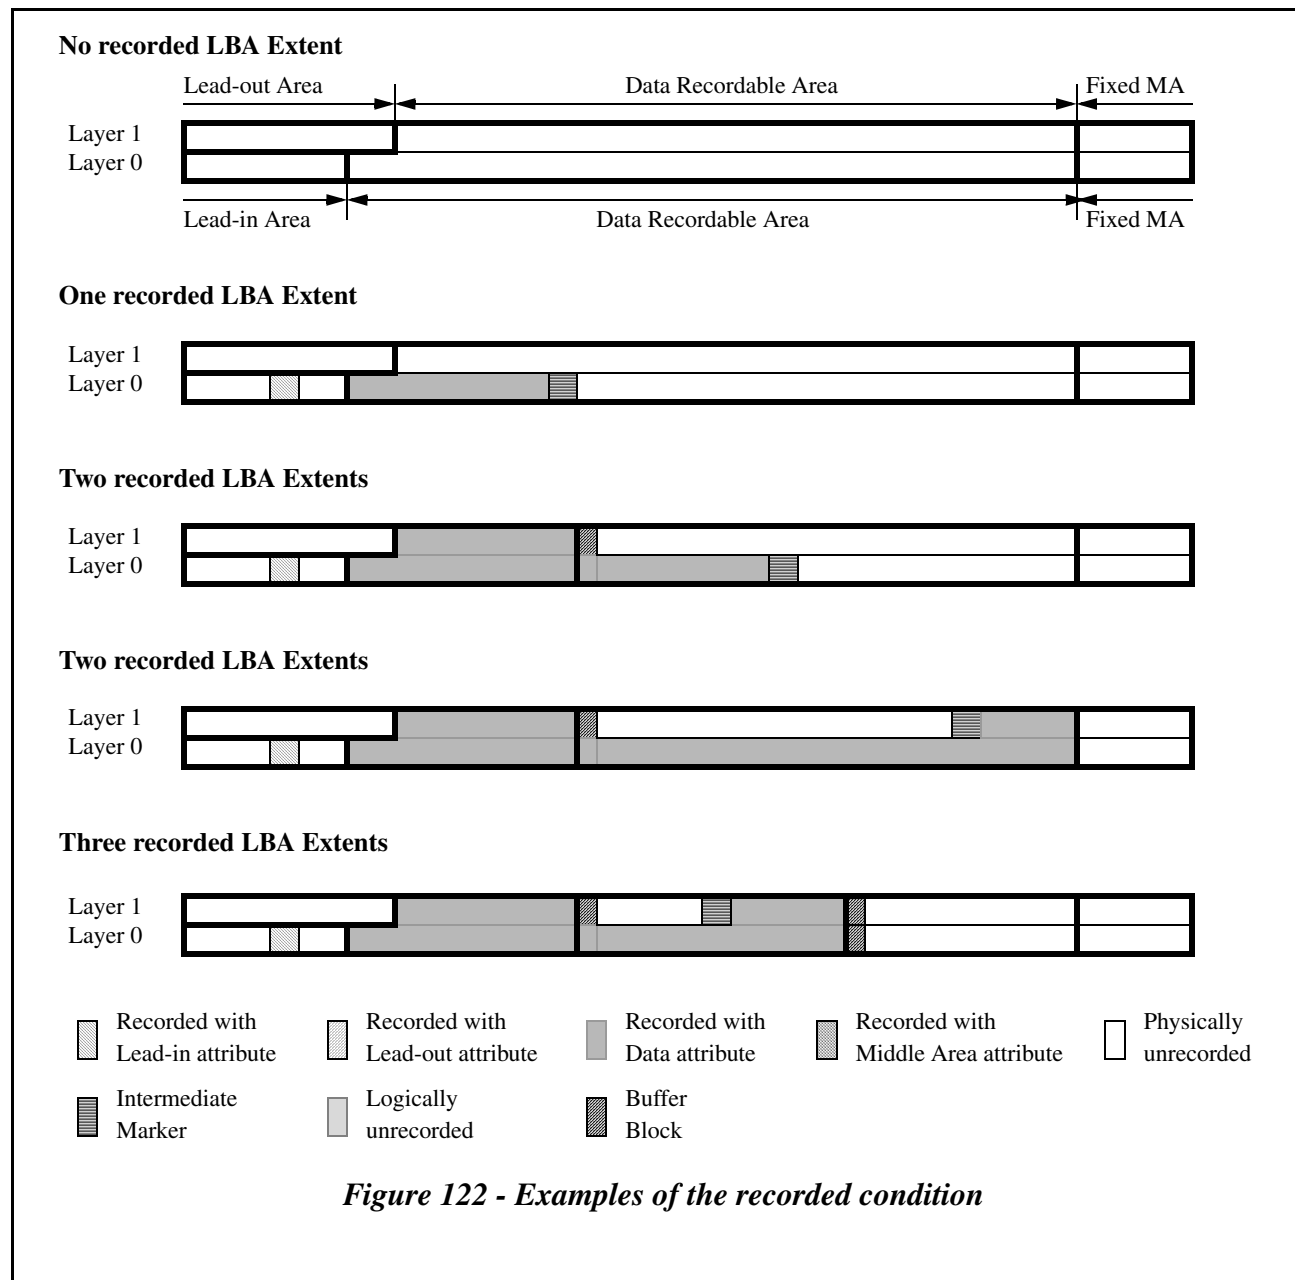 No recorded LBA Extent
Lead-out Area Data Recordable Area Fixed MA
Layer 1
Layer 0
Lead-in Area Data Recordable Area Fixed MA
One recorded LBA Extent
Layer 1
Layer 0
Two recorded LBA Extents
Layer 1
Layer 0
Two recorded LBA Extents
Layer 1
Layer 0
Three recorded LBA Extents
Layer 1
Layer 0
Recorded with Lead-in attribute
Recorded with Lead-out attribute
Recorded with Data attribute
Recorded with Middle Area attribute
Physically unrecorded
Intermediate Marker
Logically unrecorded
Buffer Block
Figure 122 - Examples of the recorded condition